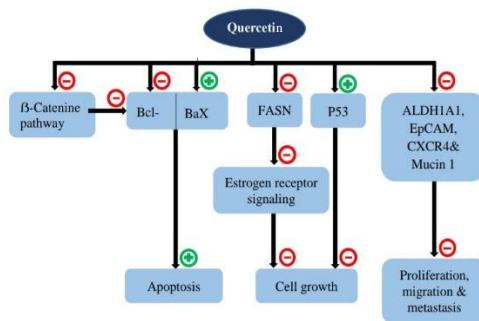 Quercetin
ß-Catenine
pathway
Bcl-
BaX
FASN
P53
ALDH1A1,
EpCAM,
CXCR4&
Mucin 1
Estrogen receptor
signaling
Apoptosis
Cell growth
Proliferation,
migration &
metastasis